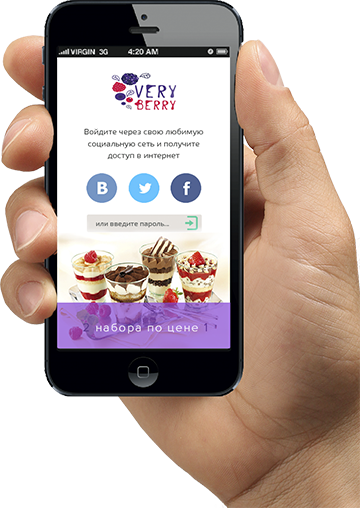 VIRGIN 3G 4:20 AM
VERY
BERRY
Войдите через свою любимую
социальную сеть и получите
доступ в интернет
В
f
или введите пароль...
2 набора по цене 1